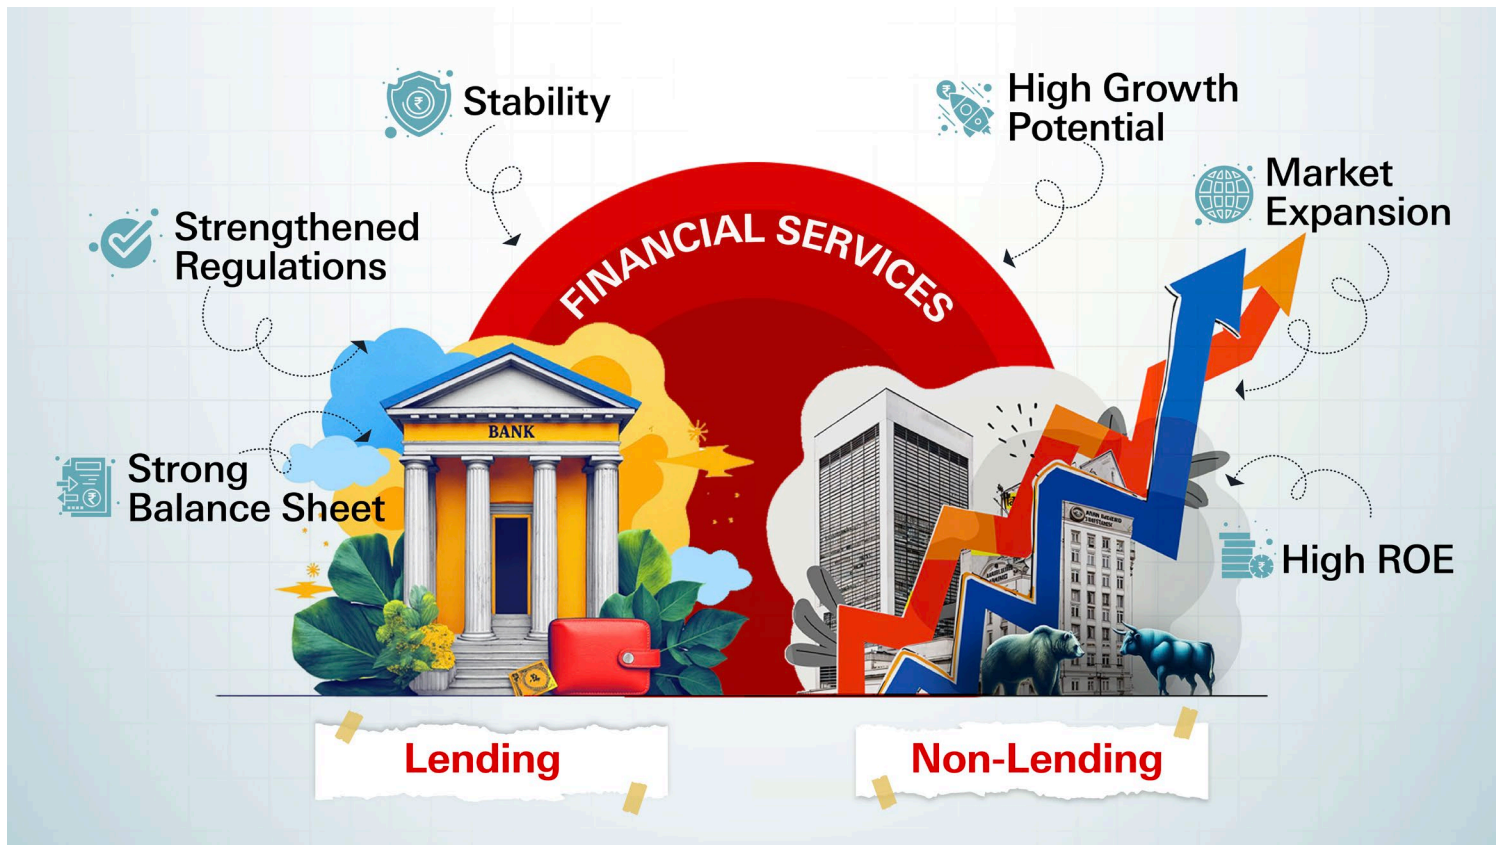 Stability
High Growth
Potential
Market
Expansion
Strengthened
Regulations
FINANCIAL SERVICES
BANK
Strong
Balance Sheet
High ROE
Lending
Non-Lending